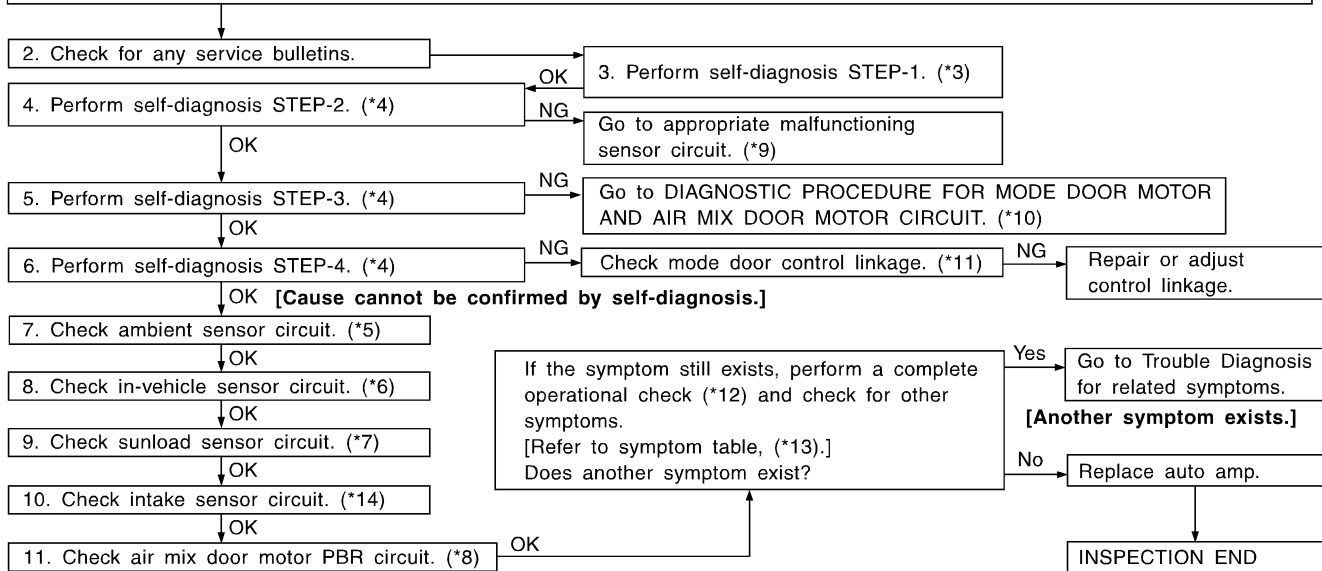 2. Check for any service bulletins.
3. Perform self-diagnosis STEP-1. (*3)
OK
4. Perform self-diagnosis STEP-2. (*4)
NG
Go to appropriate malfunctioning
sensor circuit. (*9)
OK
5. Perform self-diagnosis STEP-3. (*4)
NG
Go to DIAGNOSTIC PROCEDURE FOR MODE DOOR MOTOR
AND AIR MIX DOOR MOTOR CIRCUIT. (*10)
OK
6. Perform self-diagnosis STEP-4. (*4)
NG
Check mode door control linkage. (*11)
NG
Repair or adjust
control linkage.
OK
[Cause cannot be confirmed by self-diagnosis.]
7. Check ambient sensor circuit. (*5)
OK
8. Check in-vehicle sensor circuit. (*6)
OK
9. Check sunload sensor circuit. (*7)
OK
10. Check intake sensor circuit. (*14)
OK
11. Check air mix door motor PBR circuit. (*8)
OK
If the symptom still exists, perform a complete
operational check (*12) and check for other
symptoms.
[Refer to symptom table, (*13).]
Does another symptom exist?
Yes
Go to Trouble Diagnosis
for related symptoms.
[Another symptom exists.]
No
Replace auto amp.
INSPECTION END